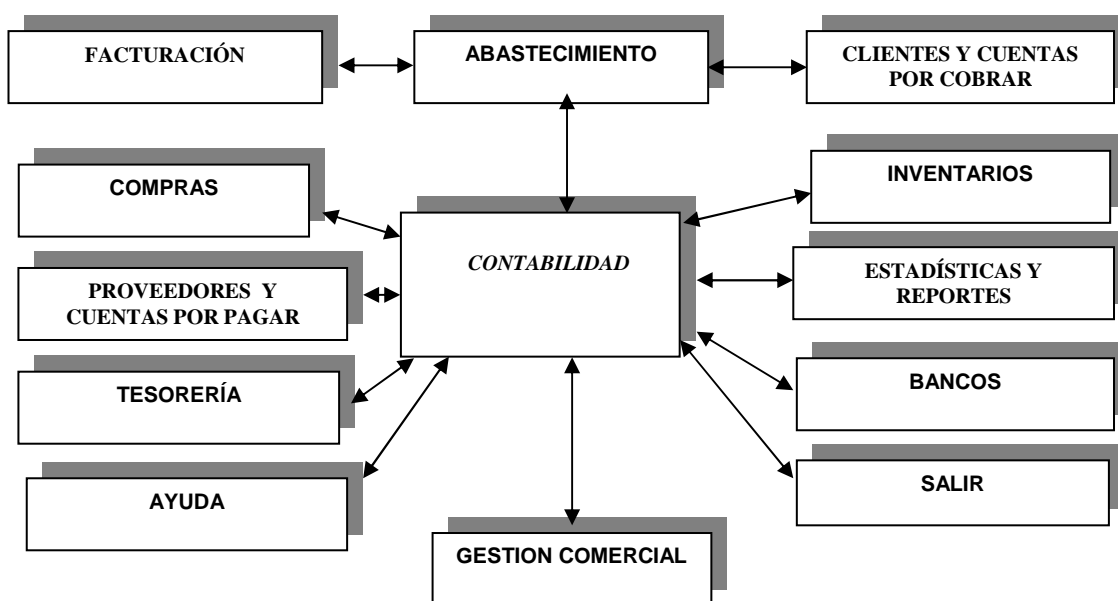 FACTURACIÓN
ABASTECIMIENTO
CLIENTES Y CUENTAS
POR COBRAR
COMPRAS
INVENTARIOS
CONTABILIDAD
PROVEEDORES Y
CUENTAS POR PAGAR
ESTADÍSTICAS Y
REPORTES
TESORERÍA
BANCOS
AYUDA
SALIR
GESTION COMERCIAL